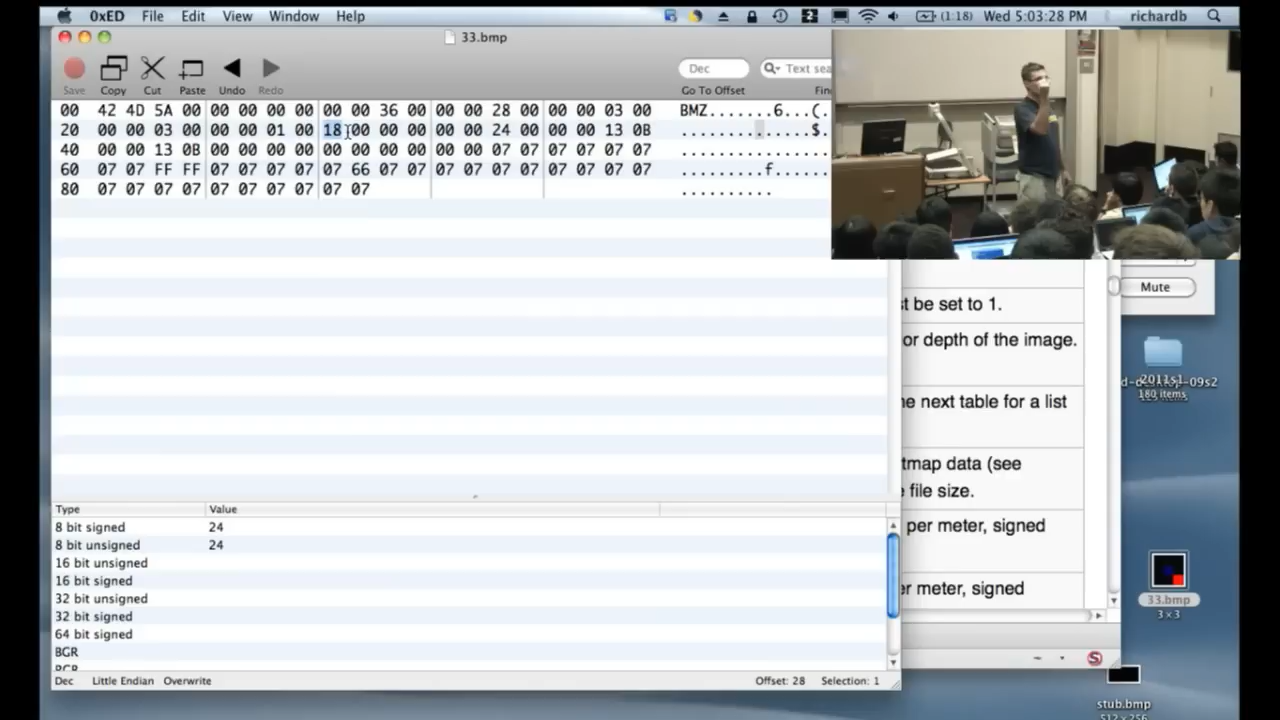 0xED File Edit View Window Help (1:18) Wed 5:03:28 PM richardb
33.bmp
Dec Text sea
Save Copy Cut Paste Undo Redo Go To Offset Fin
00 42 4D 5A 00 00 00 00 00 00 00 36 00 00 00 28 00 00 00 03 00 BMZ.......6...(.
20 00 00 03 00 00 00 01 00 18 00 00 00 00 00 24 00 00 00 13 0B ..............$.
40 00 00 13 0B 00 00 00 00 00 00 00 00 00 00 07 07 07 07 07 07 ................
60 07 07 FF FF 07 07 07 07 07 66 07 07 07 07 07 07 07 07 07 07 .........f......
80 07 07 07 07 07 07 07 07 07 07 ..........
Mute
t be set to 1.
or depth of the image.
2011s1
180 items
e next table for a list
tmap data (see
file size.
Type Value
8 bit signed 24
8 bit unsigned 24
16 bit unsigned
16 bit signed
32 bit unsigned
32 bit signed
64 bit signed
BGR
per meter, signed
er meter, signed
33.bmp
3×3
Dec Little Endian Overwrite Offset: 28 Selection: 1
stub.bmp
512×256